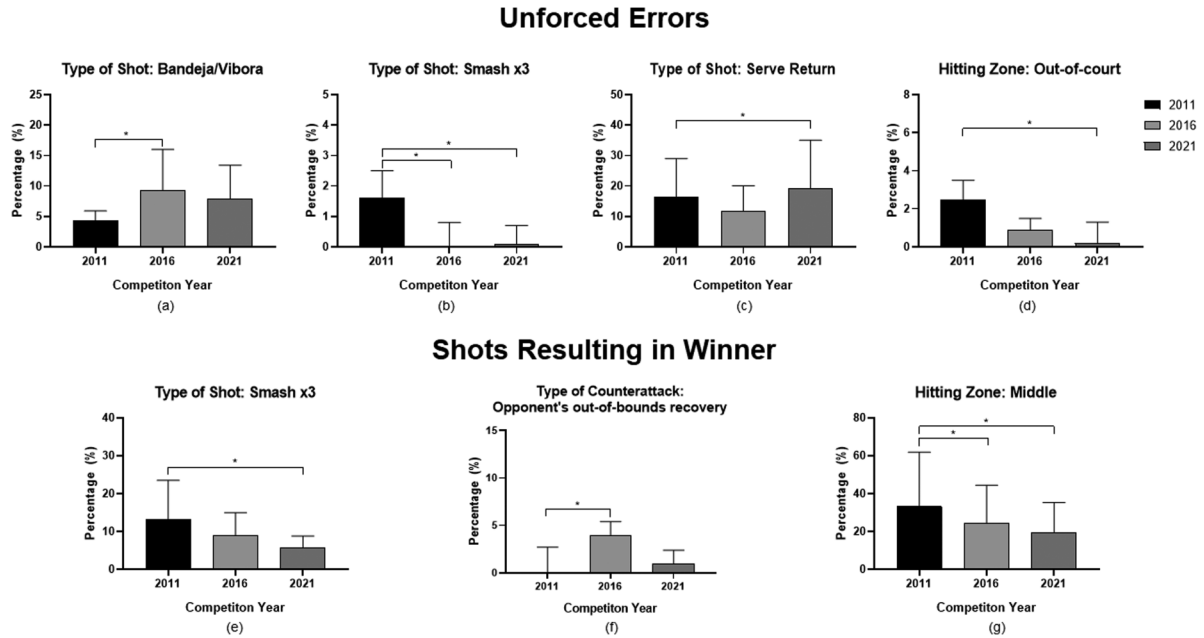 Unforced Errors
Type of Shot: Bandeja/Vibora
Percentage (%)
25
20
15
10
5
0
*
2011
2016
2021
Competiton Year
(a)
Type of Shot: Smash x3
Percentage (%)
5
4
3
2
1
0
*
*
2011
2016
2021
Competiton Year
(b)
Type of Shot: Serve Return
Percentage (%)
50
40
30
20
10
0
*
2011
2016
2021
Competiton Year
(c)
Hitting Zone: Out-of-court
Percentage (%)
8
6
4
2
0
*
2011
2016
2021
Competiton Year
(d)
2011
2016
2021
Shots Resulting in Winner
Type of Shot: Smash x3
Percentage (%)
40
30
20
10
0
*
2011
2016
2021
Competiton Year
(e)
Type of Counterattack:
Opponent's out-of-bounds recovery
Percentage (%)
15
10
5
0
*
2011
2016
2021
Competiton Year
(f)
Hitting Zone: Middle
Percentage (%)
80
60
40
20
0
*
*
2011
2016
2021
Competiton Year
(g)